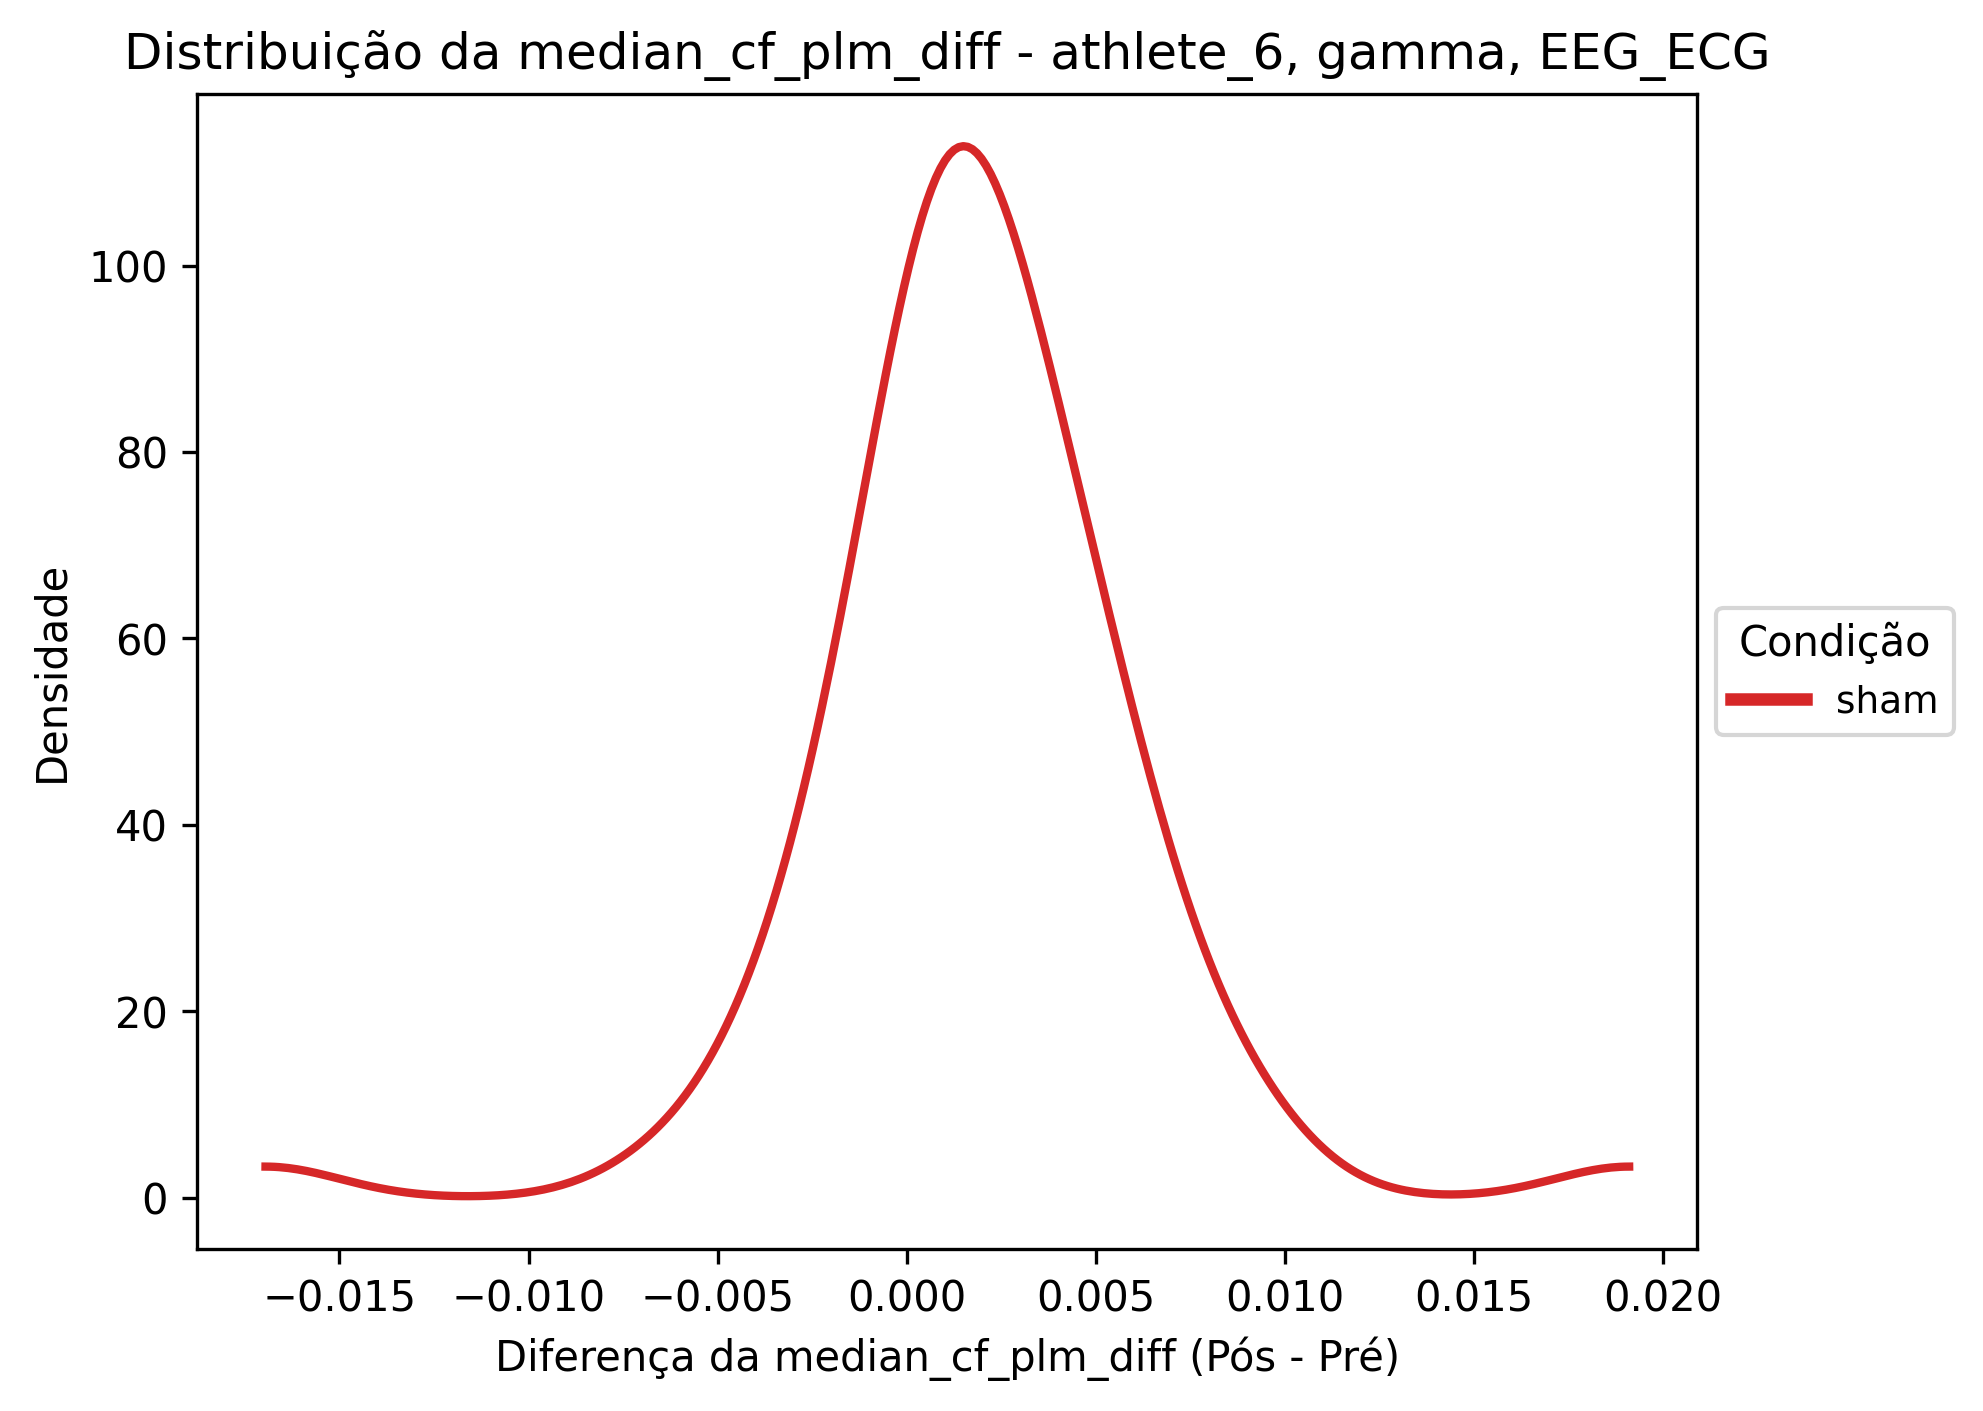 Distribuição da median_cf_plm_diff - athlete_6, gamma, EEG_ECG
Densidade
100
80
60
40
20
0
−0.015 −0.010 −0.005 0.000 0.005 0.010 0.015 0.020
Diferença da median_cf_plm_diff (Pós - Pré)
Condição
sham